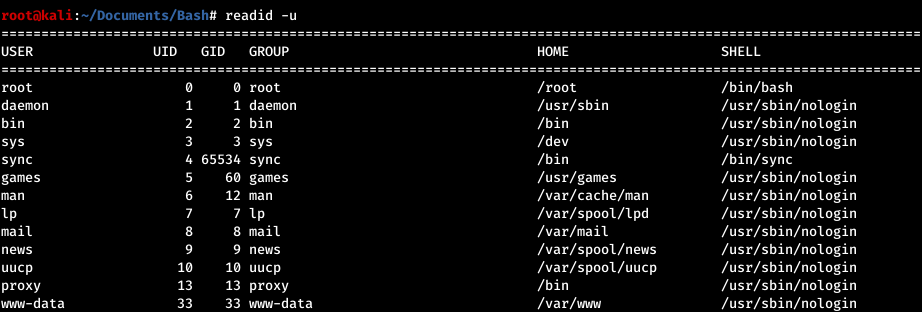 root@kali:~/Documents/Bash# readid -u
===================================================================================================================
USER               UID   GID   GROUP                               HOME                   SHELL
===================================================================================================================
root                   0     0 root                                /root                  /bin/bash
daemon                 1     1 daemon                              /usr/sbin              /usr/sbin/nologin
bin                    2     2 bin                                 /bin                   /usr/sbin/nologin
sys                    3     3 sys                                 /dev                   /usr/sbin/nologin
sync                   4 65534 sync                                /bin                   /bin/sync
games                  5    60 games                               /usr/games             /usr/sbin/nologin
man                    6    12 man                                 /var/cache/man         /usr/sbin/nologin
lp                     7     7 lp                                  /var/spool/lpd         /usr/sbin/nologin
mail                   8     8 mail                                /var/mail              /usr/sbin/nologin
news                   9     9 news                                /var/spool/news        /usr/sbin/nologin
uucp                  10    10 uucp                                /var/spool/uucp        /usr/sbin/nologin
proxy                 13    13 proxy                               /bin                   /usr/sbin/nologin
www-data              33    33 www-data                            /var/www               /usr/sbin/nologin